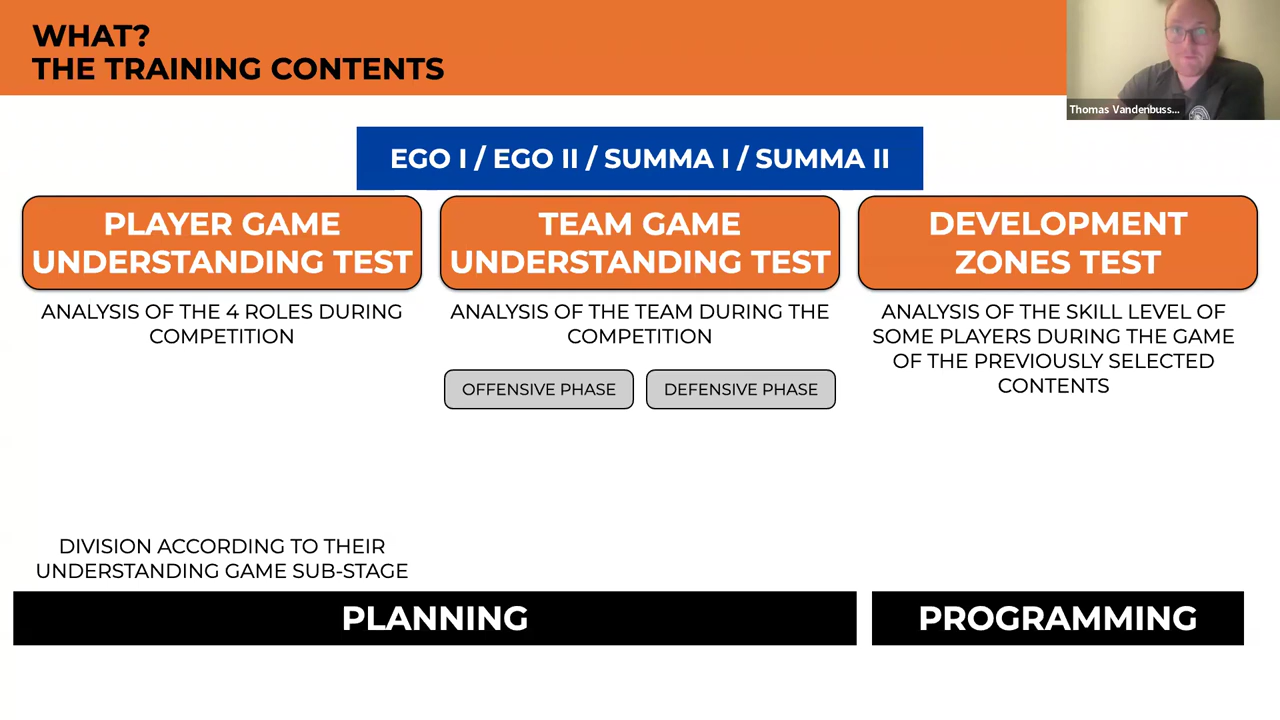 WHAT?
THE TRAINING CONTENTS
Thomas Vandenbuss...
EGO I / EGO II / SUMMA I / SUMMA II
PLAYER GAME
UNDERSTANDING TEST
ANALYSIS OF THE 4 ROLES DURING
COMPETITION
TEAM GAME
UNDERSTANDING TEST
ANALYSIS OF THE TEAM DURING THE
COMPETITION
OFFENSIVE PHASE
DEFENSIVE PHASE
DEVELOPMENT
ZONES TEST
ANALYSIS OF THE SKILL LEVEL OF
SOME PLAYERS DURING THE GAME
OF THE PREVIOUSLY SELECTED
CONTENTS
DIVISION ACCORDING TO THEIR
UNDERSTANDING GAME SUB-STAGE
PLANNING
PROGRAMMING